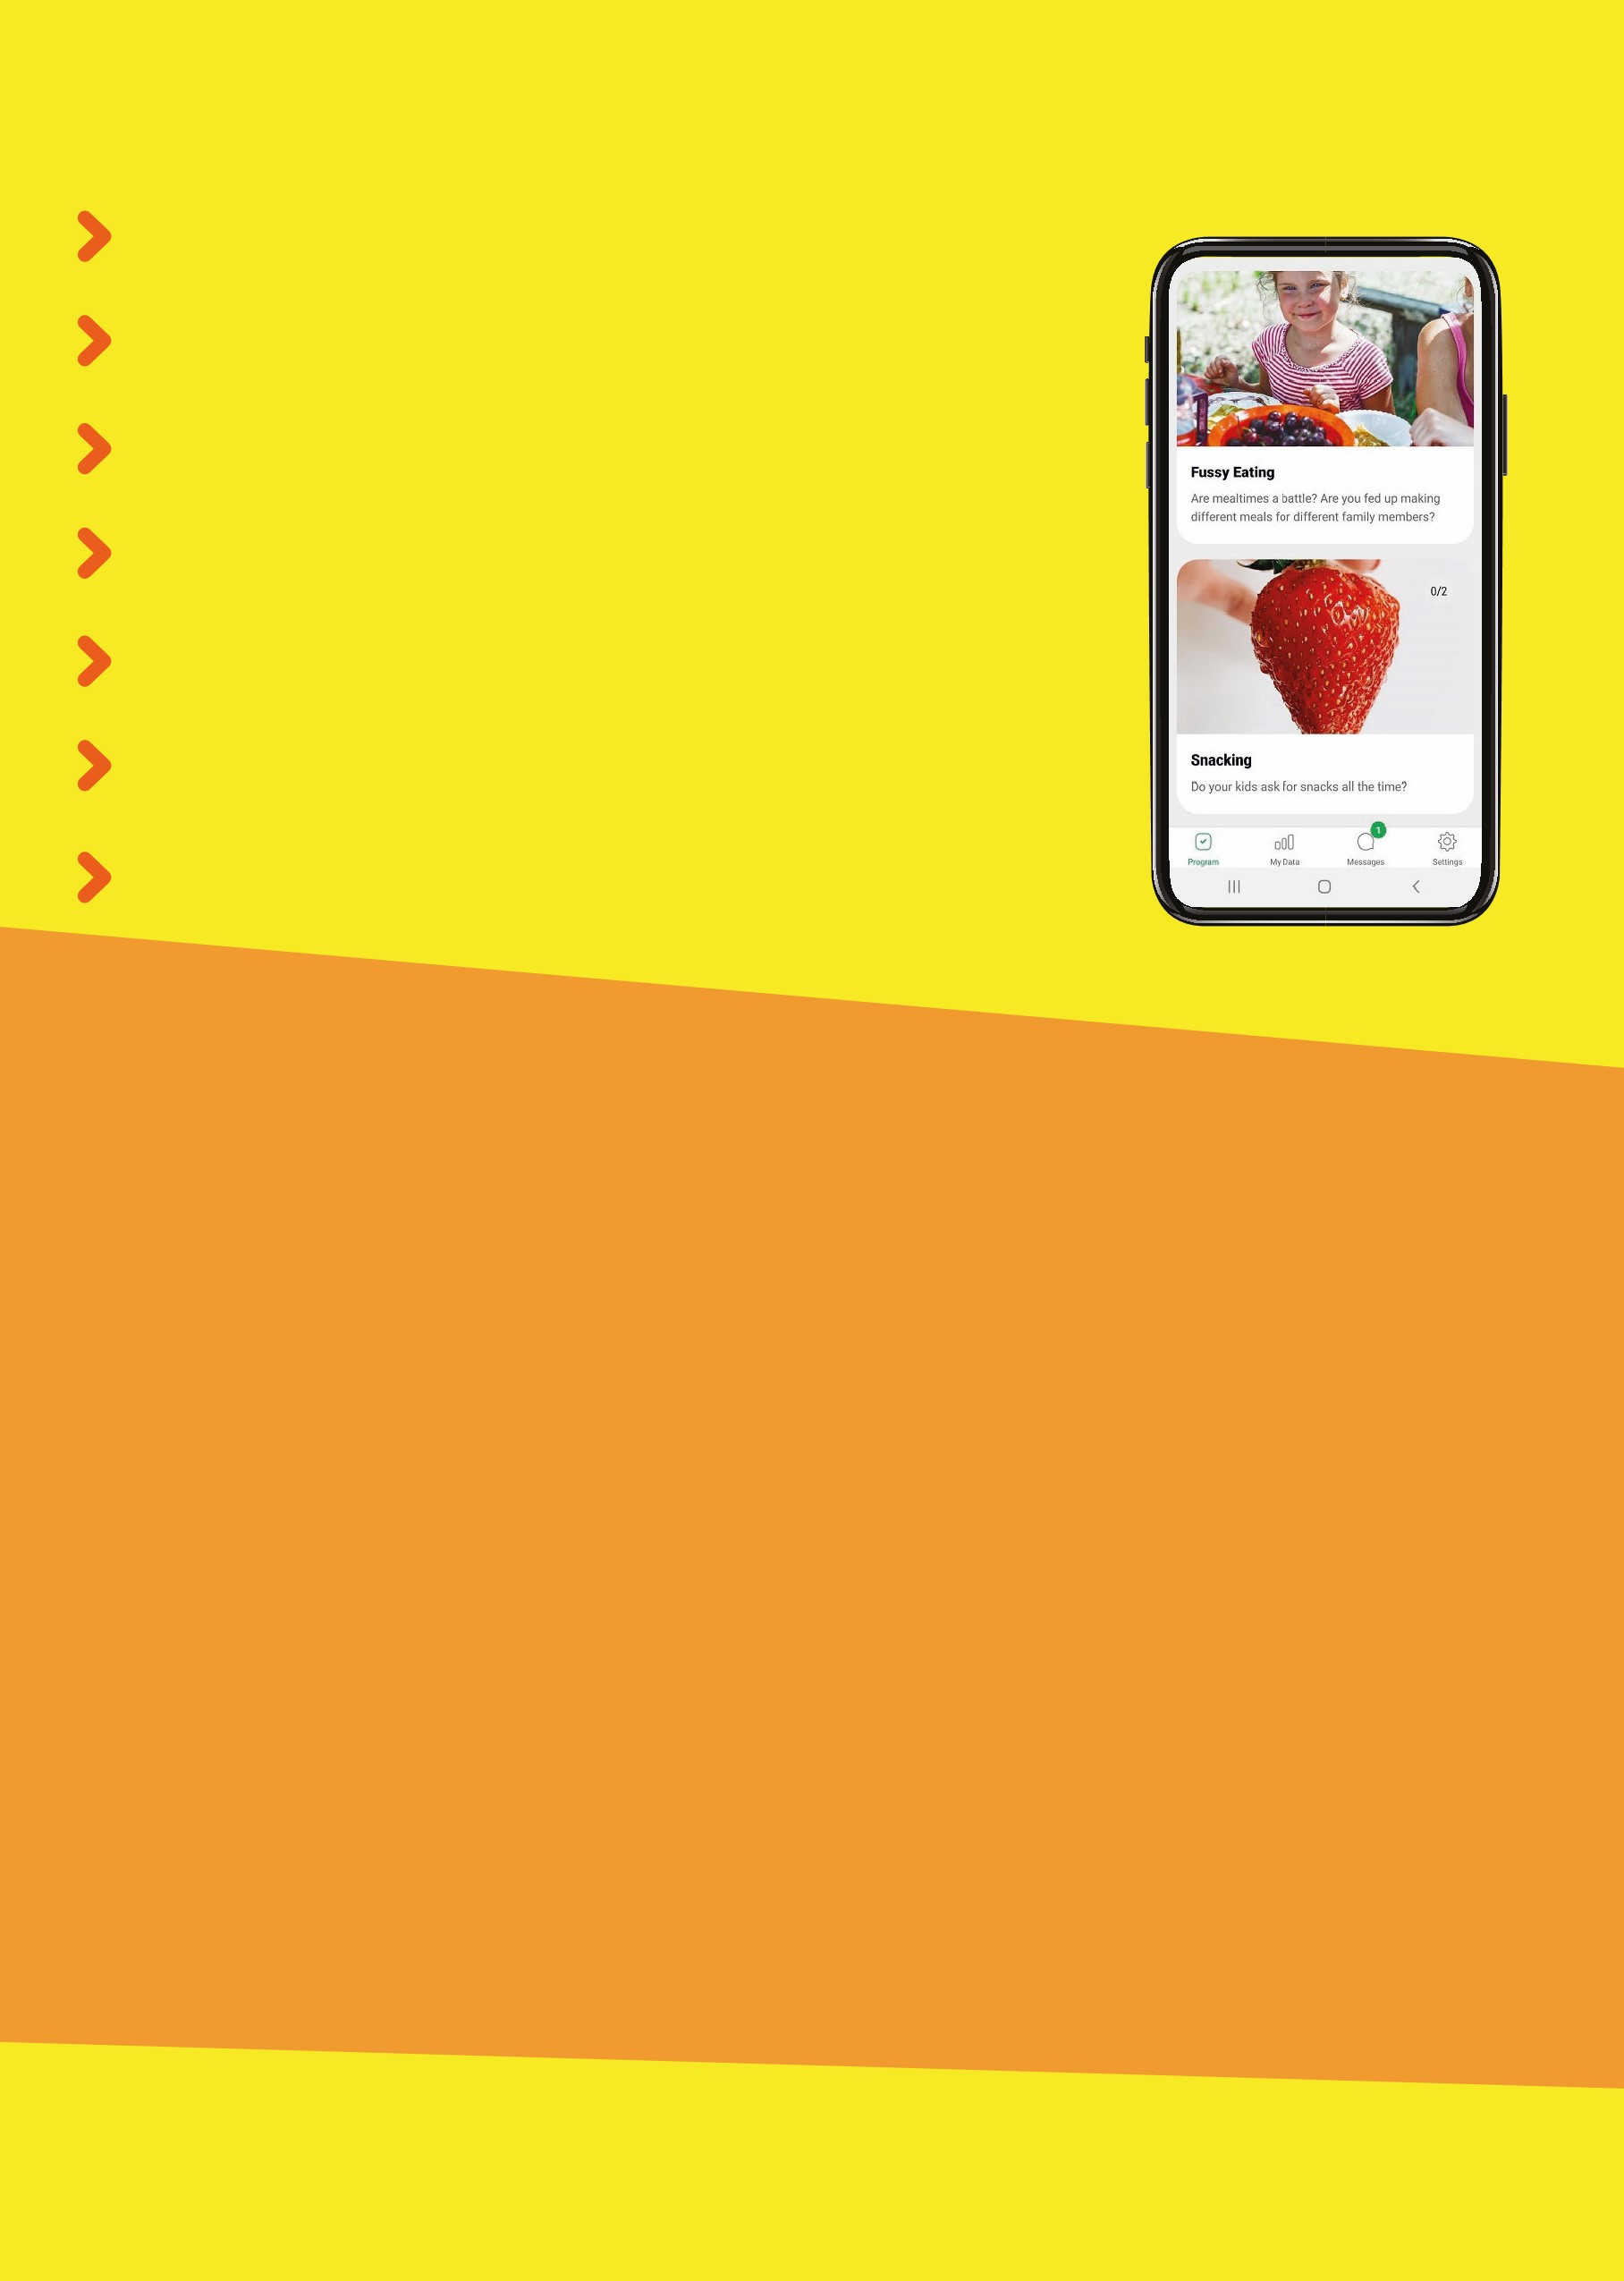 Fussy Eating
Are mealtimes a battle? Are you fed up making
different meals for different family members?
0/2
Snacking
Do your kids ask for snacks all the time?
1
Program
My Data
Messages
Settings